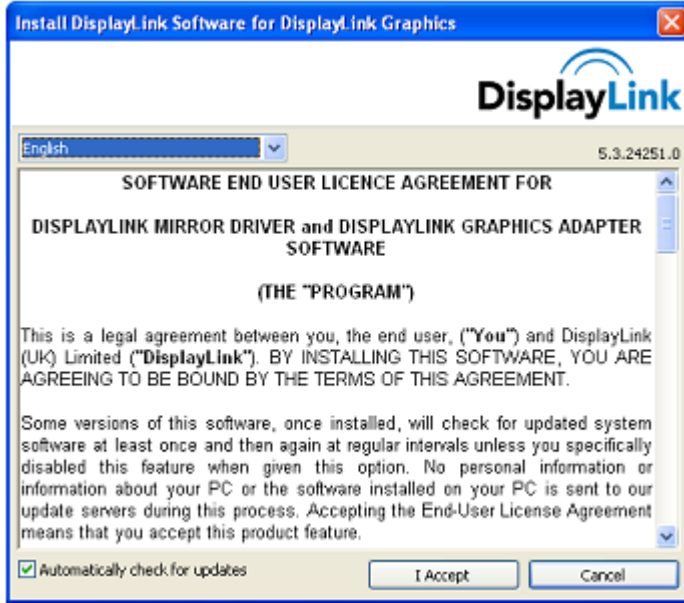 Install DisplayLink Software for DisplayLink Graphics
DisplayLink
English
5.3.24251.0
SOFTWARE END USER LICENCE AGREEMENT FOR
DISPLAYLINK MIRROR DRIVER and DISPLAYLINK GRAPHICS ADAPTER
SOFTWARE
(THE "PROGRAM")
This is a legal agreement between you, the end user, ("You") and DisplayLink
(UK) Limited ("DisplayLink"). BY INSTALLING THIS SOFTWARE, YOU ARE
AGREEING TO BE BOUND BY THE TERMS OF THIS AGREEMENT.
Some versions of this software, once installed, will check for updated system
software at least once and then again at regular intervals unless you specifically
disabled this feature when given this option. No personal information or
information about your PC or the software installed on your PC is sent to our
update servers during this process. Accepting the End-User License Agreement
means that you accept this product feature.
Automatically check for updates
I Accept
Cancel